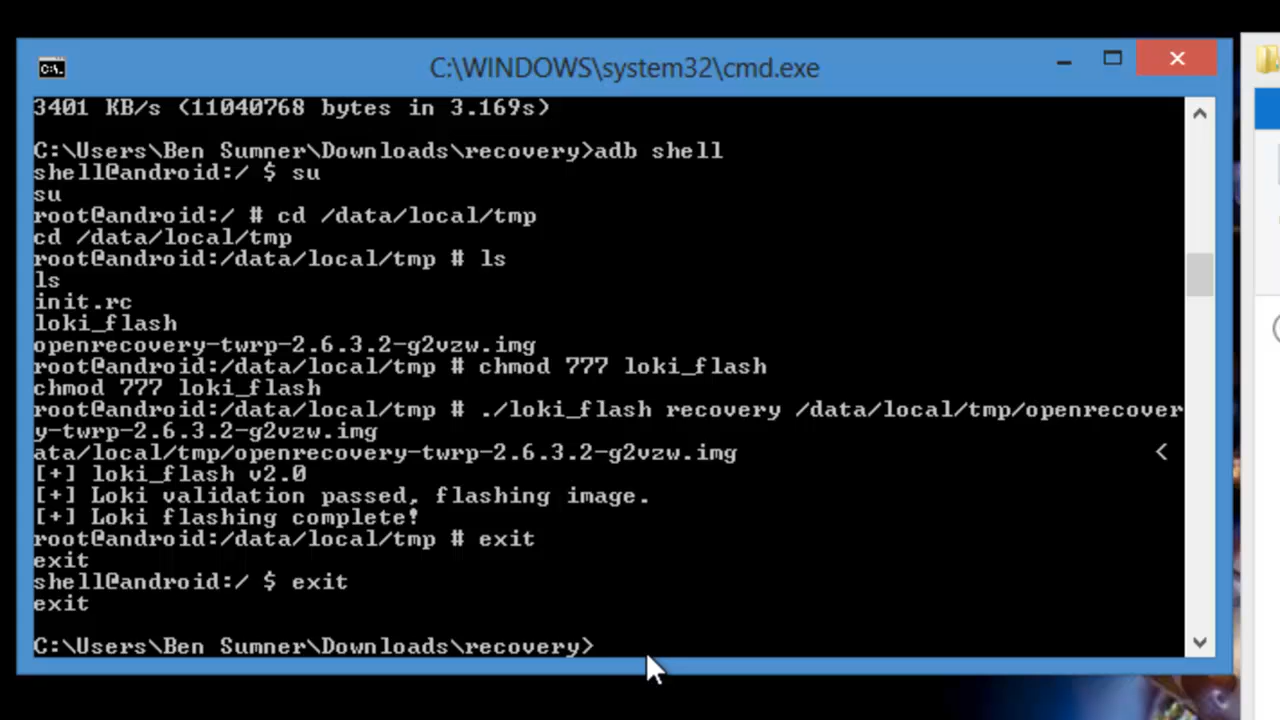 C:\WINDOWS\system32\cmd.exe
3401 KB/s (11040768 bytes in 3.169s)
C:\Users\Ben Sumner\Downloads\recovery>adb shell
shell@android:/ $ su
su
root@android:/ # cd /data/local/tmp
cd /data/local/tmp
root@android:/data/local/tmp # ls
ls
init.rc
loki_flash
openrecovery-twrp-2.6.3.2-g2vzw.img
root@android:/data/local/tmp # chmod 777 loki_flash
chmod 777 loki_flash
root@android:/data/local/tmp # ./loki_flash recovery /data/local/tmp/openrecover
y-twrp-2.6.3.2-g2vzw.img
ata/local/tmp/openrecovery-twrp-2.6.3.2-g2vzw.img <
[+] loki_flash v2.0
[+] Loki validation passed, flashing image.
[+] Loki flashing complete!
root@android:/data/local/tmp # exit
exit
shell@android:/ $ exit
exit
C:\Users\Ben Sumner\Downloads\recovery>